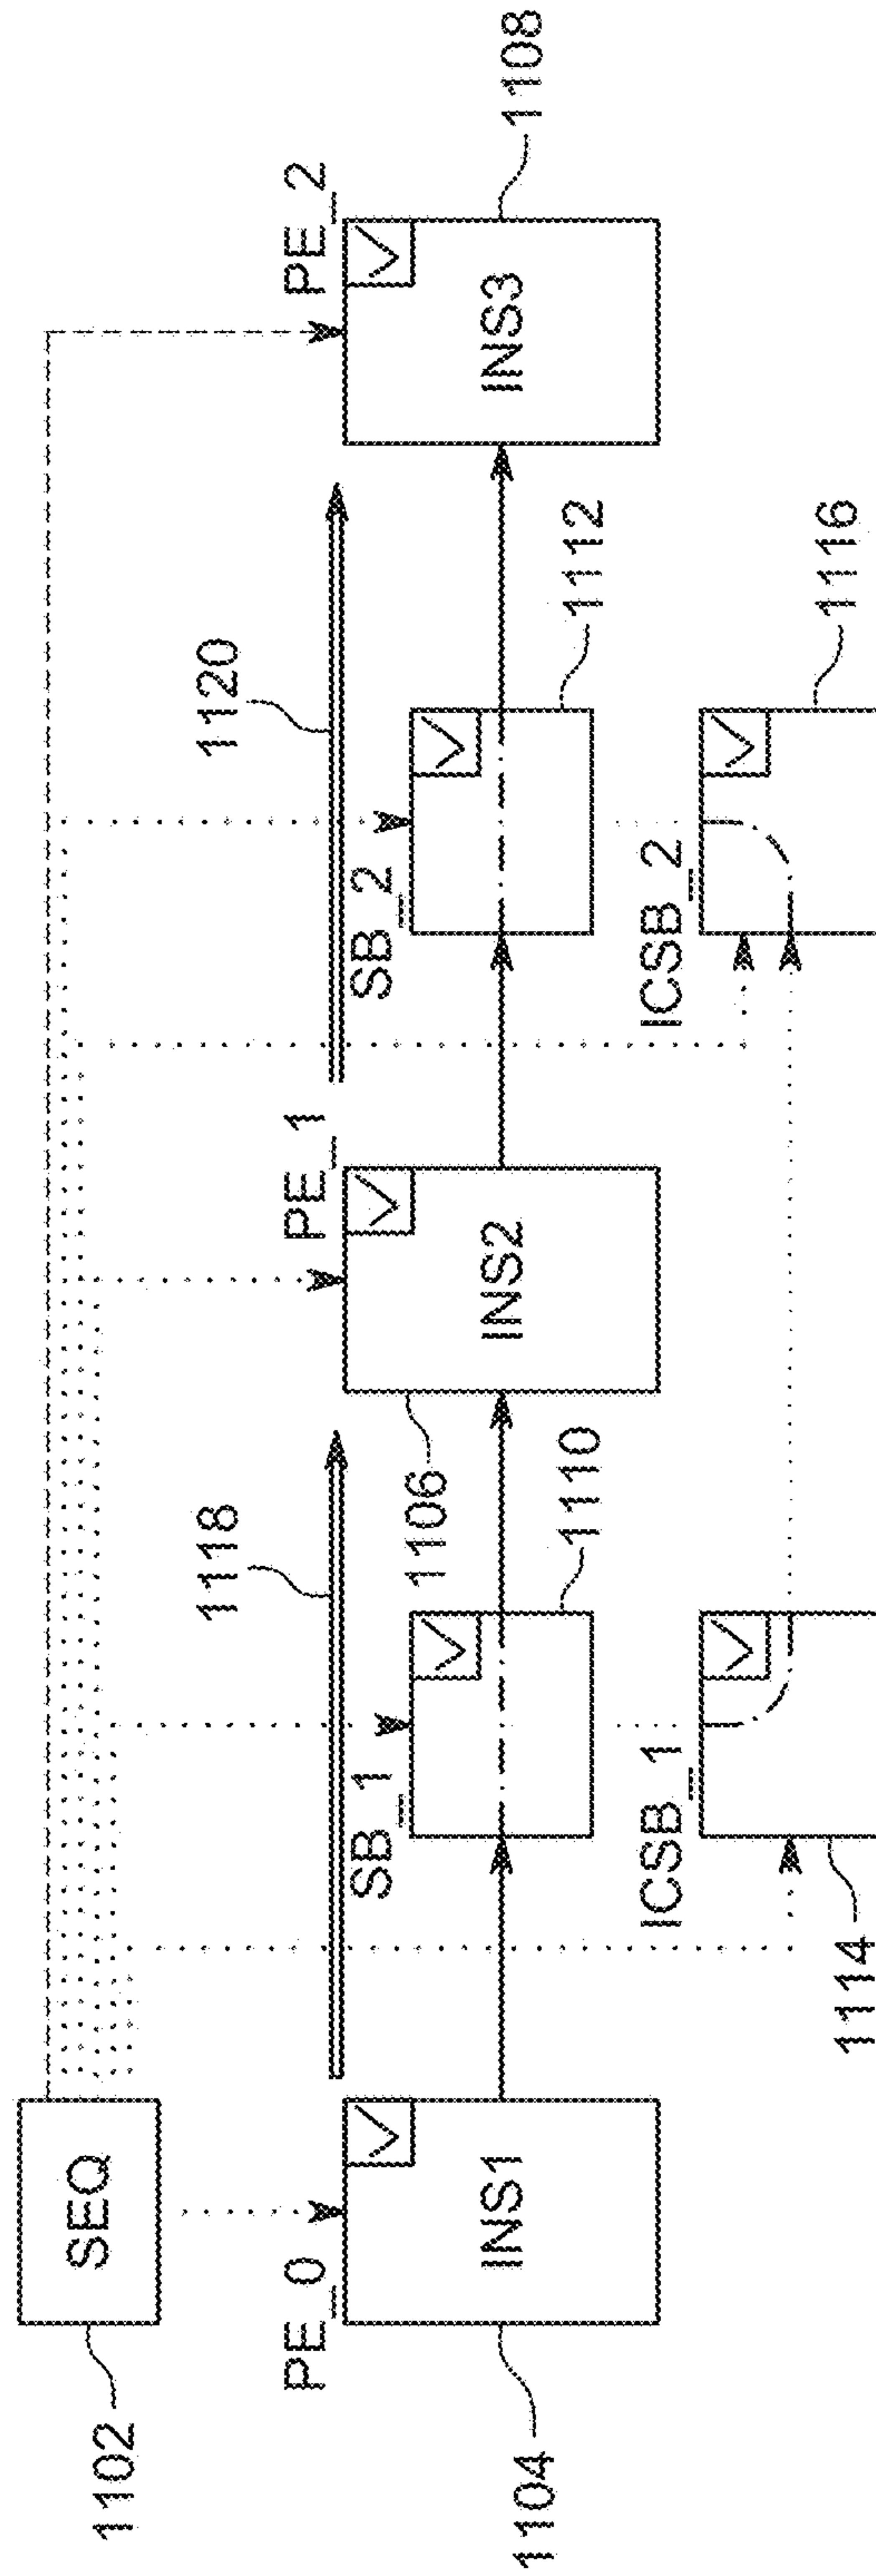 1102
SEQ
PE_0
INS1
1104
1118
SB_1
1110
ICSB_1
1114
1106
PE_1
INS2
1120
SB_2
1112
ICSB_2
1116
PE_2
INS3
1108
V
V
V
V
V
V
V